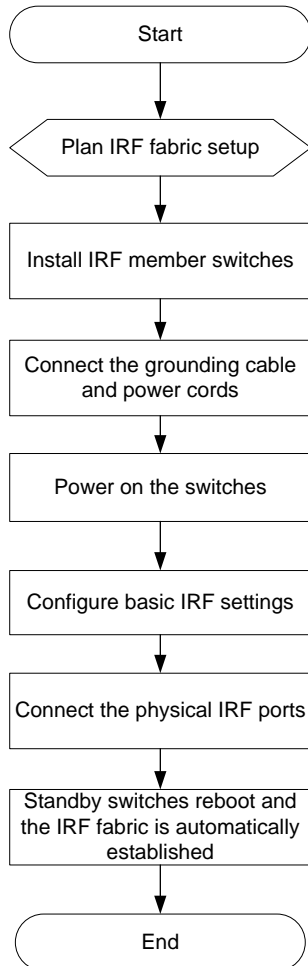 Start
Plan IRF fabric setup
Install IRF member switches
Connect the grounding cable
and power cords
Power on the switches
Configure basic IRF settings
Connect the physical IRF ports
Standby switches reboot and
the IRF fabric is automatically
established
End